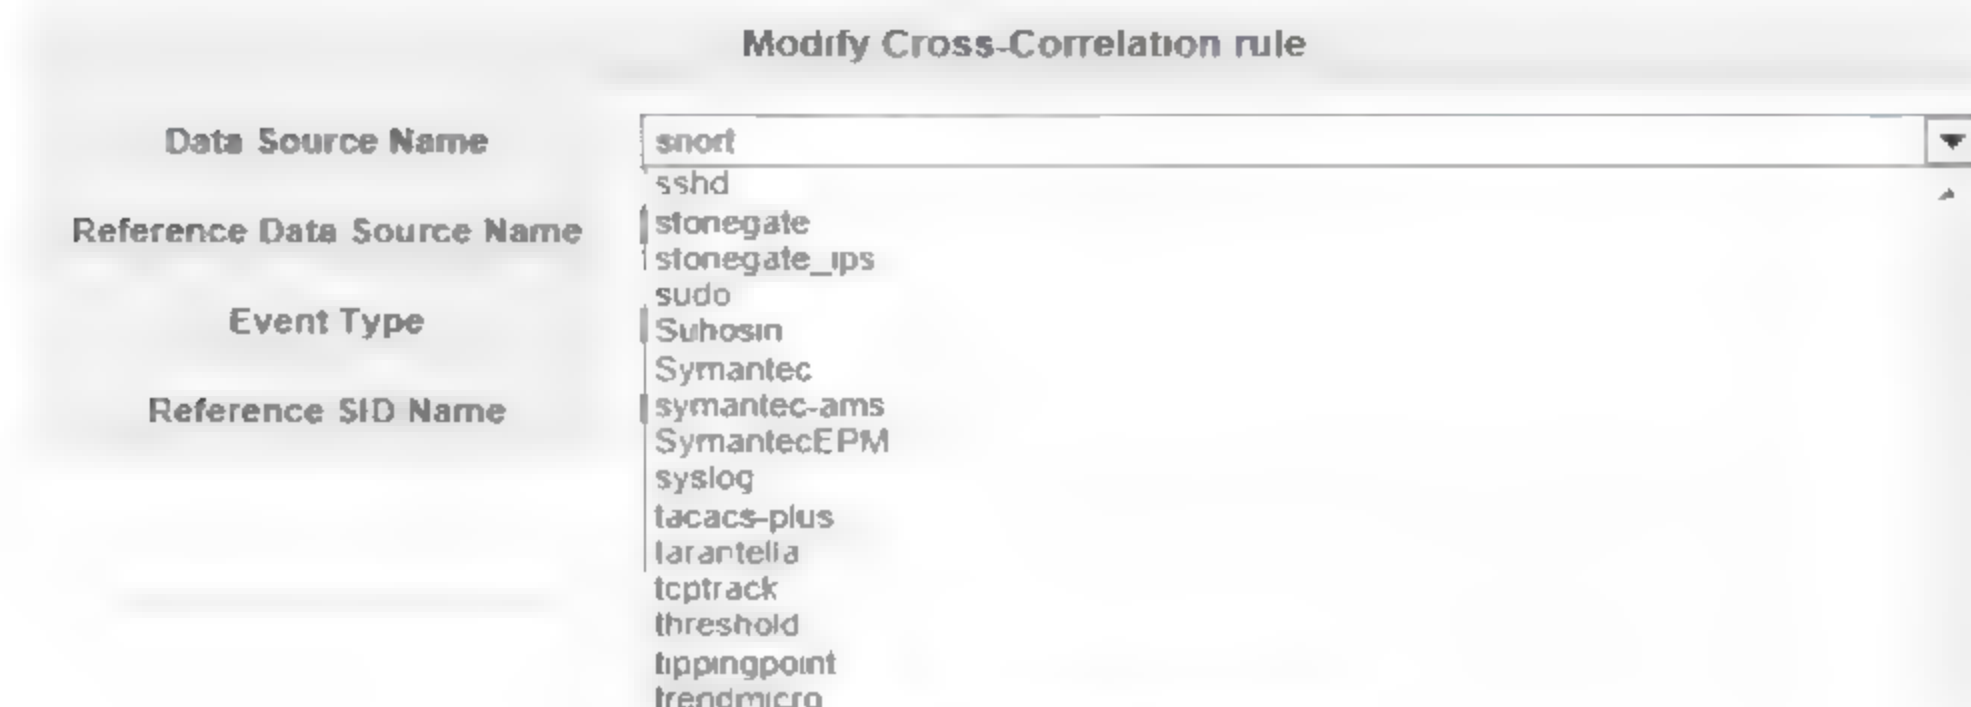 Modify Cross-Correlation rule
Data Source Name
snort
sshd
Reference Data Source Name
stonegate
stonegate_ips
sudo
Event Type
Suhosin
Symantec
Reference SID Name
symantec-ams
SymantecEPM
syslog
tacacs-plus
tarantella
tcptrack
threshold
tippingpoint
trendmicro